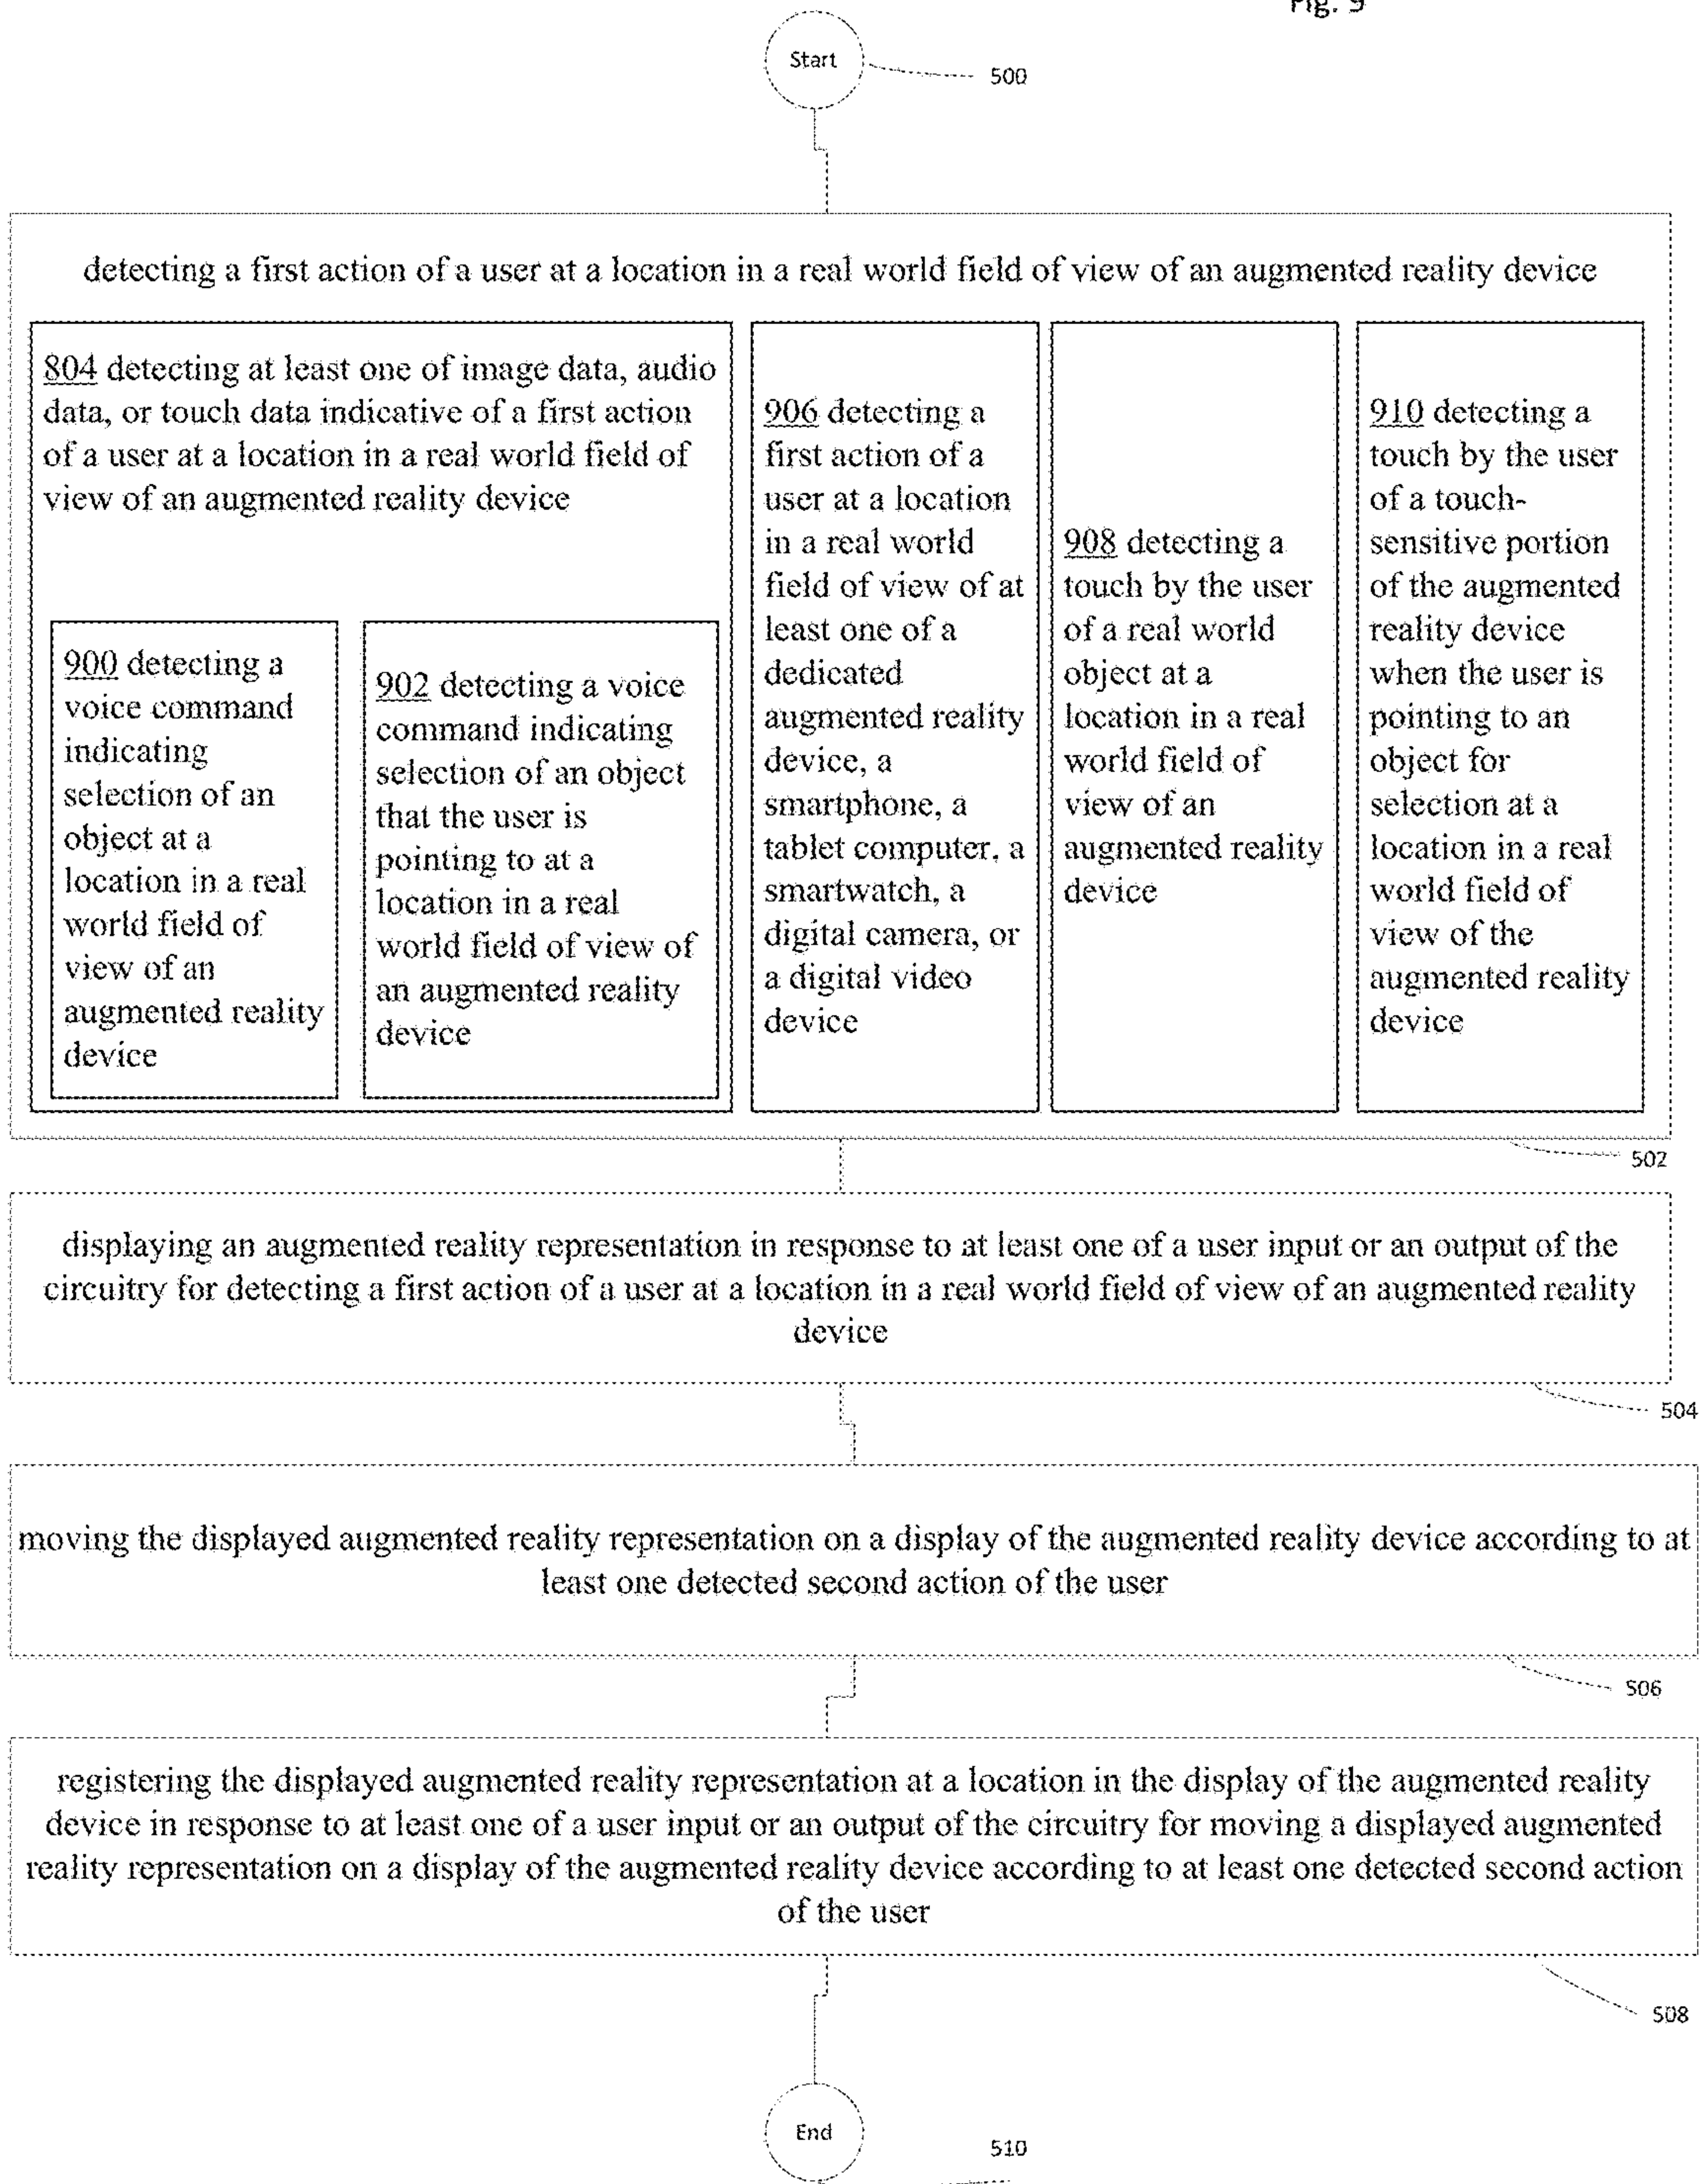 Fig. 9
Start
500
detecting a first action of a user at a location in a real world field of view of an augmented reality device
804 detecting at least one of image data, audio
data, or touch data indicative of a first action
of a user at a location in a real world field of
view of an augmented reality device
900 detecting a
voice command
indicating
selection of an
object at a
location in a real
world field of
view of an
augmented reality
device
902 detecting a voice
command indicating
selection of an object
that the user is
pointing to at a
location in a real
world field of view of
an augmented reality
device
906 detecting a
first action of a
user at a location
in a real world
field of view of at
least one of a
dedicated
augmented reality
device, a
smartphone, a
tablet computer, a
smartwatch, a
digital camera, or
a digital video
device
908 detecting a
touch by the user
of a real world
object at a
location in a real
world field of
view of an
augmented reality
device
910 detecting a
touch by the user
of a touch-
sensitive portion
of the augmented
reality device
when the user is
pointing to an
object for
selection at a
location in a real
world field of
view of the
augmented reality
device
502
displaying an augmented reality representation in response to at least one of a user input or an output of the
circuitry for detecting a first action of a user at a location in a real world field of view of an augmented reality
device
504
moving the displayed augmented reality representation on a display of the augmented reality device according to at
least one detected second action of the user
506
registering the displayed augmented reality representation at a location in the display of the augmented reality
device in response to at least one of a user input or an output of the circuitry for moving a displayed augmented
reality representation on a display of the augmented reality device according to at least one detected second action
of the user
508
End
510